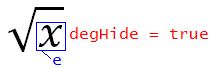 √x degHide = true
e